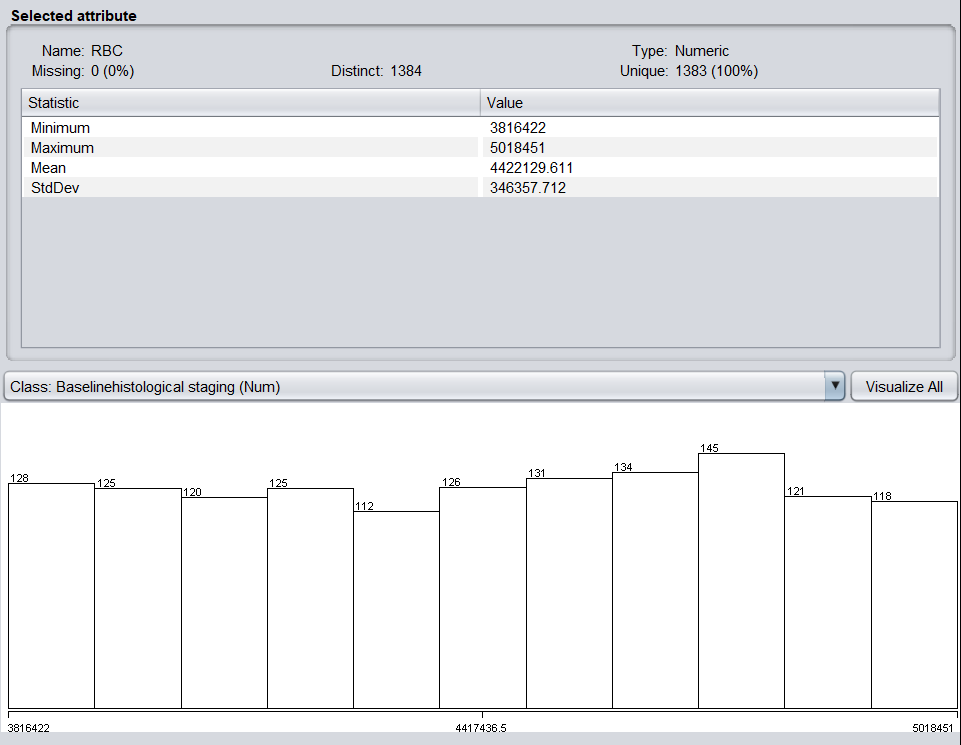 Selected attribute
Name: RBC Type: Numeric
Missing: 0 (0%) Distinct: 1384 Unique: 1383 (100%)
Statistic Value
Minimum 3816422
Maximum 5018451
Mean 4422129.611
StdDev 346357.712
Class: Baselinehistological staging (Num) Visualize All
128 125 120 125 112 126 131 134 145 121 118
3816422 4417436.5 5018451